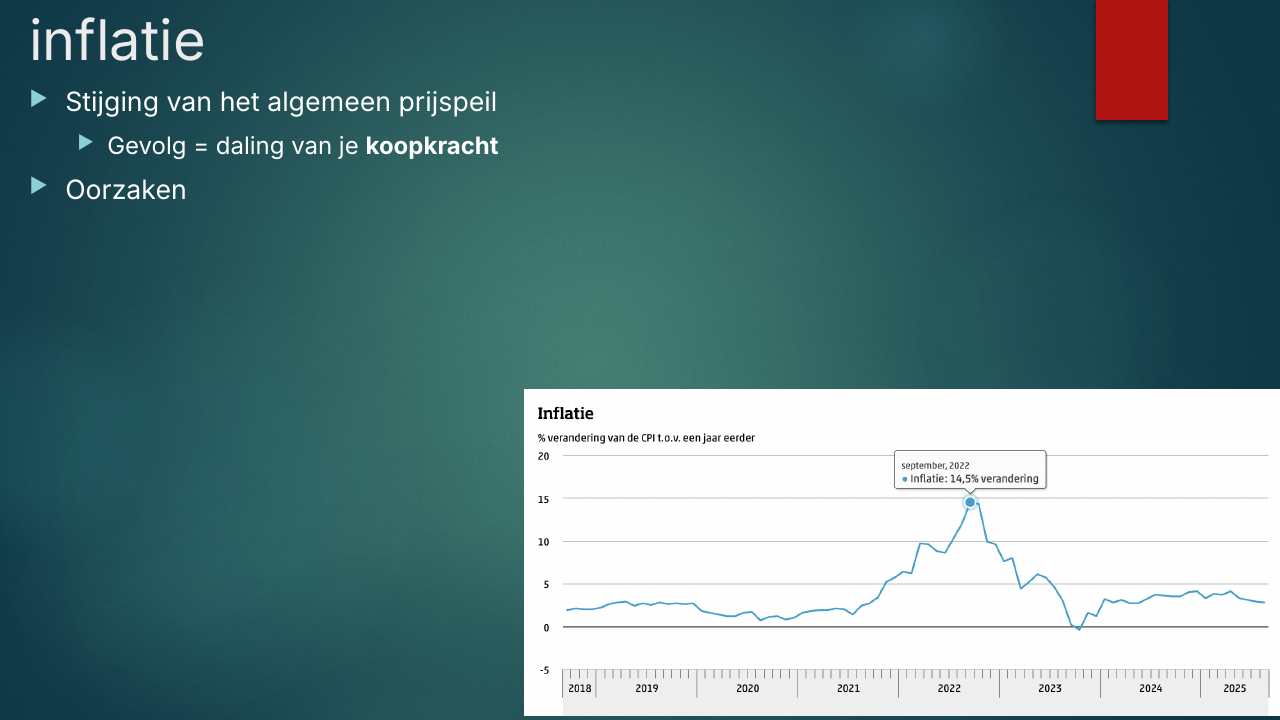 inflatie
Stijging van het algemeen prijspeil
Gevolg = daling van je koopkracht
Oorzaken
Inflatie
% verandering van de CPI t.o.v. een jaar eerder
20
september, 2022
Inflatie: 14,5% verandering
15
10
5
0
-5
2018 2019 2020 2021 2022 2023 2024 2025